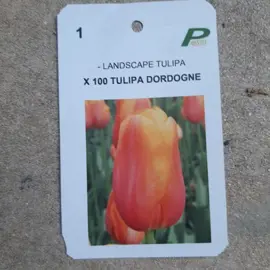 1
P
- LANDSCAPE TULIPA
X 100 TULIPA DORDOGNE